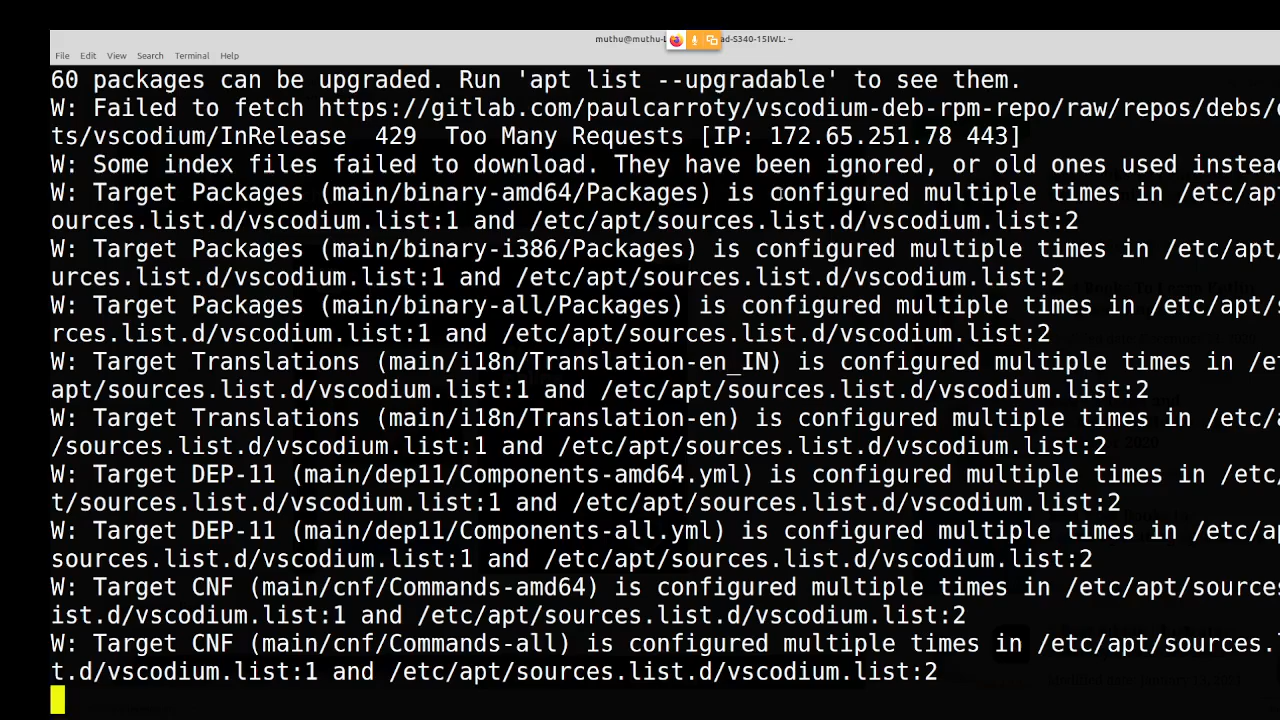 muthu@muthu-I ad-S340-15IWL: ~
File Edit View Search Terminal Help
60 packages can be upgraded. Run 'apt list --upgradable' to see them.
W: Failed to fetch https://gitlab.com/paulcarroty/vscodium-deb-rpm-repo/raw/repos/debs/
ts/vscodium/InRelease  429  Too Many Requests [IP: 172.65.251.78 443]
W: Some index files failed to download. They have been ignored, or old ones used instea
W: Target Packages (main/binary-amd64/Packages) is configured multiple times in /etc/ap
ources.list.d/vscodium.list:1 and /etc/apt/sources.list.d/vscodium.list:2
W: Target Packages (main/binary-i386/Packages) is configured multiple times in /etc/apt
urces.list.d/vscodium.list:1 and /etc/apt/sources.list.d/vscodium.list:2
W: Target Packages (main/binary-all/Packages) is configured multiple times in /etc/apt/s
rces.list.d/vscodium.list:1 and /etc/apt/sources.list.d/vscodium.list:2
W: Target Translations (main/i18n/Translation-en_IN) is configured multiple times in /e
apt/sources.list.d/vscodium.list:1 and /etc/apt/sources.list.d/vscodium.list:2
W: Target Translations (main/i18n/Translation-en) is configured multiple times in /etc/
/sources.list.d/vscodium.list:1 and /etc/apt/sources.list.d/vscodium.list:2
W: Target DEP-11 (main/dep11/Components-amd64.yml) is configured multiple times in /etc
t/sources.list.d/vscodium.list:1 and /etc/apt/sources.list.d/vscodium.list:2
W: Target DEP-11 (main/dep11/Components-all.yml) is configured multiple times in /etc/
sources.list.d/vscodium.list:1 and /etc/apt/sources.list.d/vscodium.list:2
W: Target CNF (main/cnf/Commands-amd64) is configured multiple times in /etc/apt/sources
ist.d/vscodium.list:1 and /etc/apt/sources.list.d/vscodium.list:2
W: Target CNF (main/cnf/Commands-all) is configured multiple times in /etc/apt/sources.
t.d/vscodium.list:1 and /etc/apt/sources.list.d/vscodium.list:2